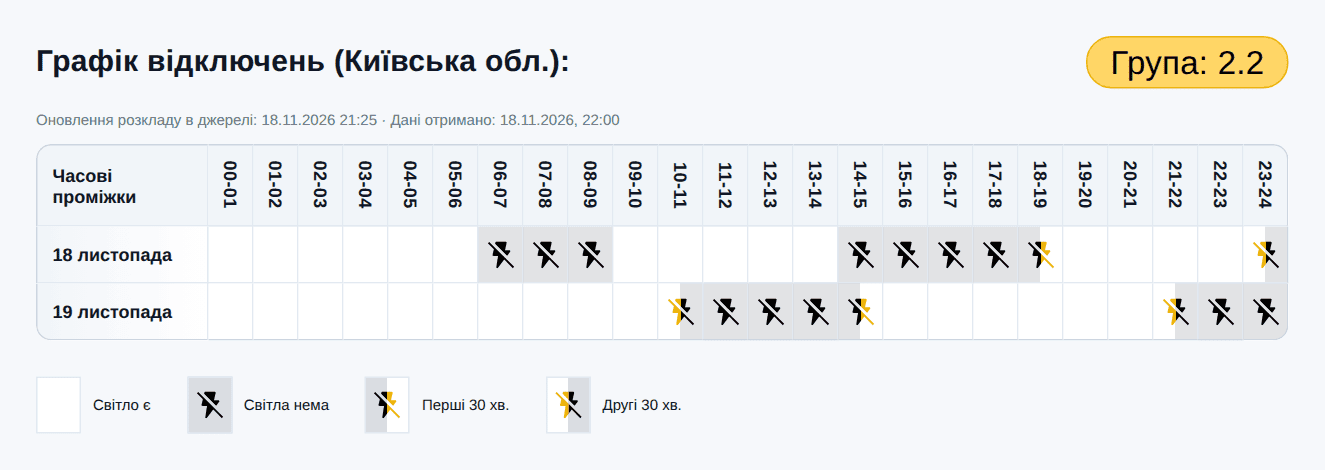 Графік відключень (Київська обл.):
Група: 2.2
Оновлення розкладу в джерелі: 18.11.2026 21:25 · Дані отримано: 18.11.2026, 22:00
Часові
проміжки
00-01
01-02
02-03
03-04
04-05
05-06
06-07
07-08
08-09
09-10
10-11
11-12
12-13
13-14
14-15
15-16
16-17
17-18
18-19
19-20
20-21
21-22
22-23
23-24
18 листопада
19 листопада
Світло є
Світла нема
Перші 30 хв.
Другі 30 хв.